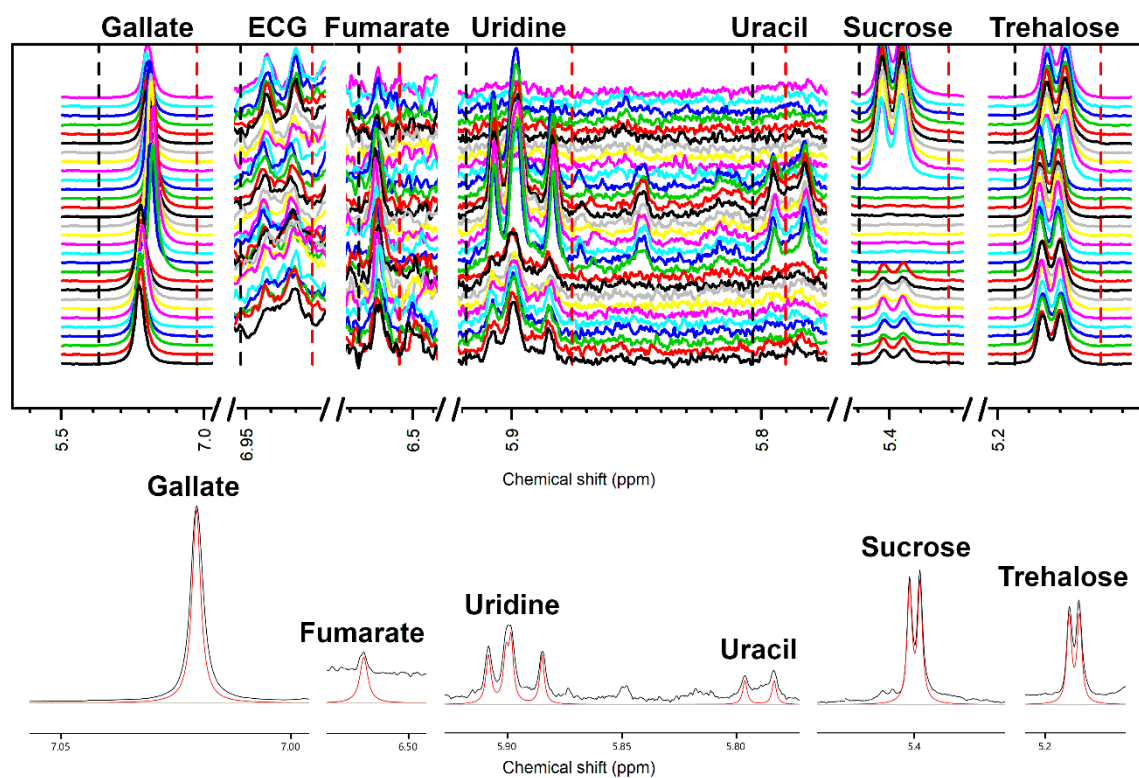 Gallate ECG Fumarate Uridine Uracil Sucrose Trehalose
5.5 7.0 6.95 6.5 5.9 5.8 5.4 5.2
Chemical shift (ppm)
Gallate
Sucrose
Trehalose
Uridine
Fumarate
Uracil
7.05 7.00 6.50 5.90 5.85 5.80 5.4 5.2
Chemical shift (ppm)